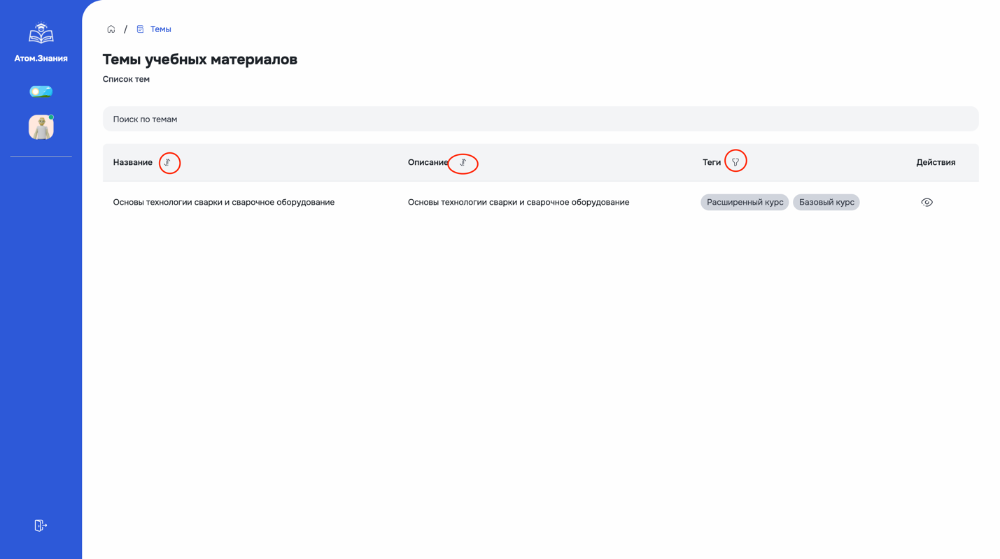 / Темы
Атом.Знания
Темы учебных материалов
Список тем
Поиск по темам
Название Описание Теги Действия
Основы технологии сварки и сварочное оборудование Основы технологии сварки и сварочное оборудование Расширенный курс Базовый курс